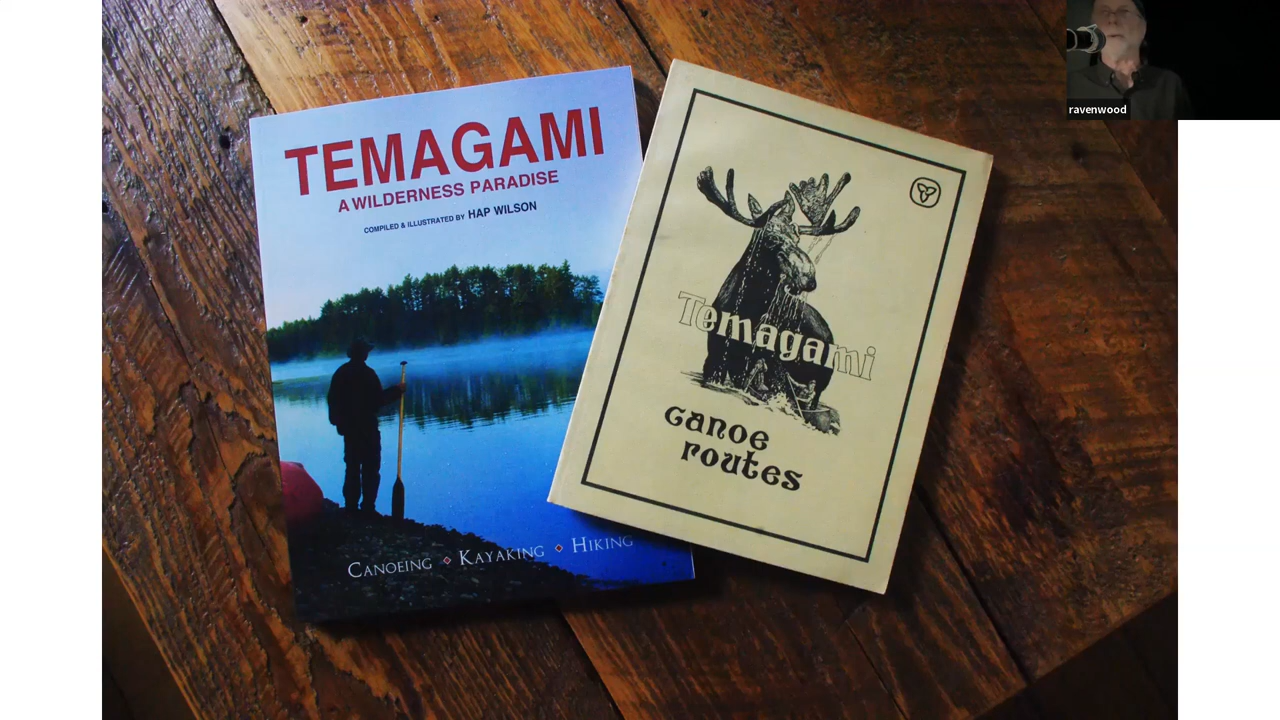 TEMAGAMI
A WILDERNESS PARADISE
COMPILED & ILLUSTRATED BY HAP WILSON
CANOEING ⋄ KAYAKING ⋄ HIKING
Temagami
canoe
routes
ravenwood